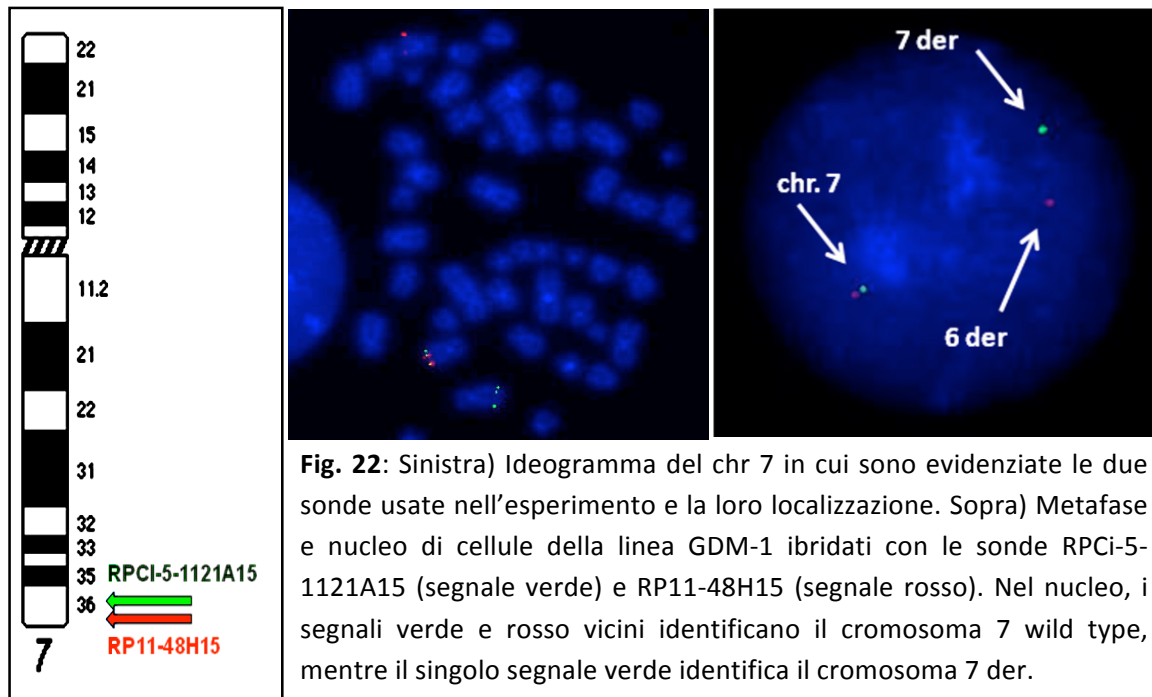 22
21
15
14
13
12
11.2
21
22
31
32
33
35
36
RPCI-5-1121A15
RP11-48H15
7
7 der
chr. 7
6 der
Fig. 22: Sinistra) Ideogramma del chr 7 in cui sono evidenziate le due
sonde usate nell'esperimento e la loro localizzazione. Sopra) Metafase
e nucleo di cellule della linea GDM-1 ibridati con le sonde RPCi-5-
1121A15 (segnale verde) e RP11-48H15 (segnale rosso). Nel nucleo, i
segnali verde e rosso vicini identificano il cromosoma 7 wild type,
mentre il singolo segnale verde identifica il cromosoma 7 der.